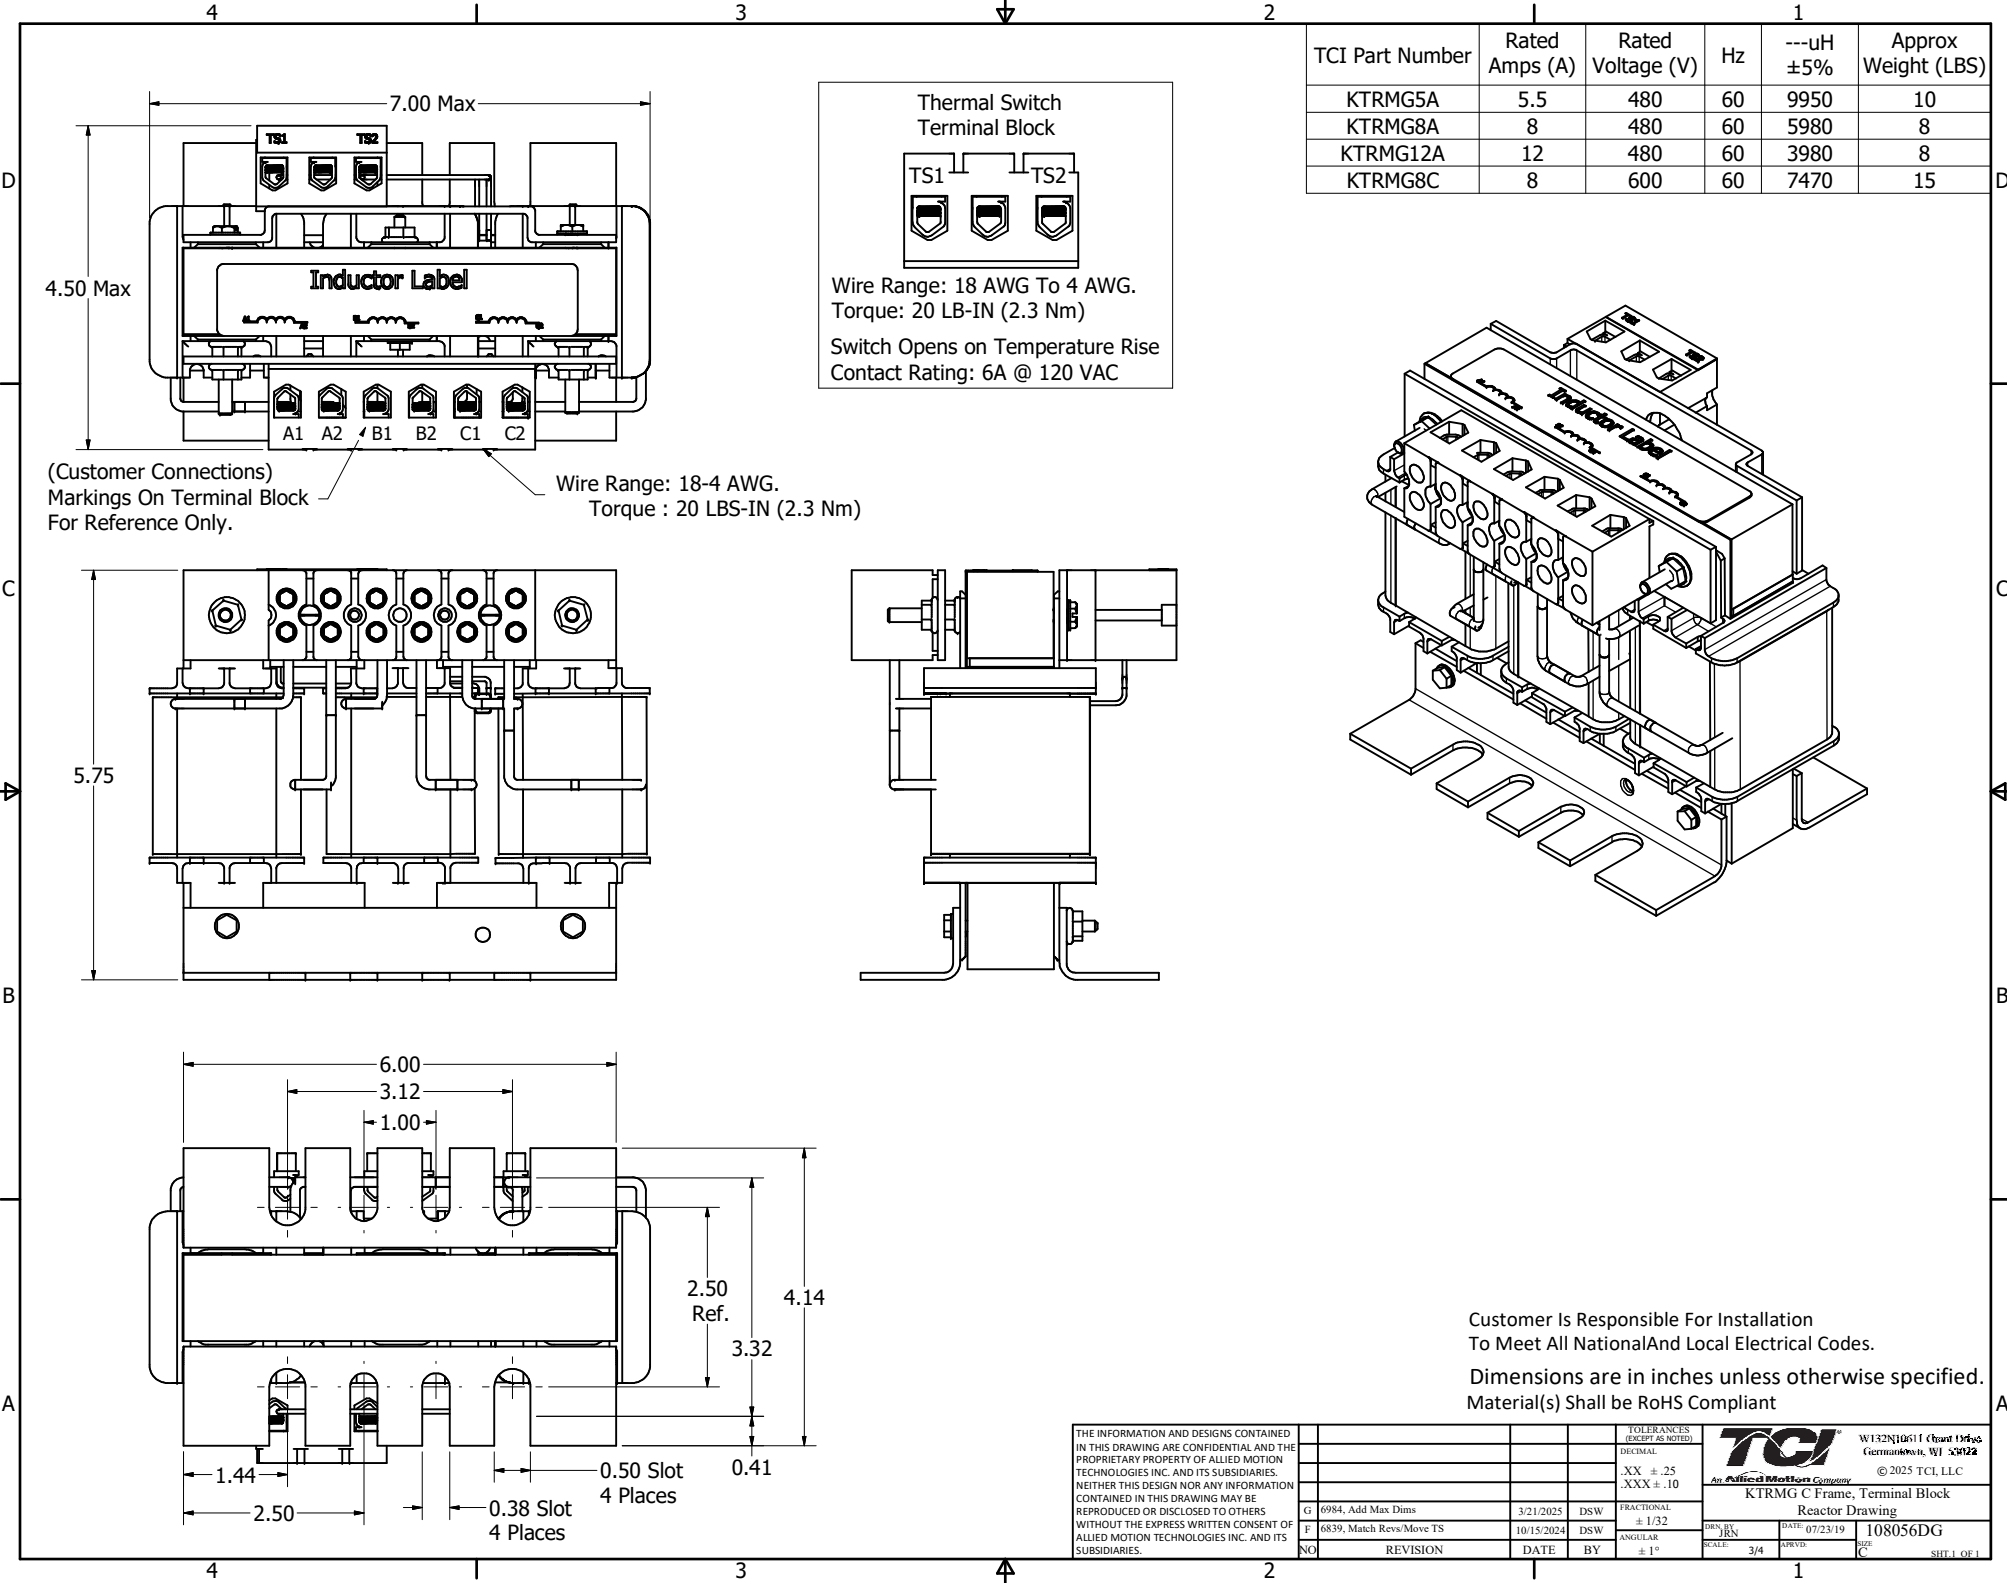 4 3 2 1
TCI Part Number | Rated Amps (A) | Rated Voltage (V) | Hz | ---uH ±5% | Approx Weight (LBS)
KTRMG5A 5.5 480 60 9950 10
KTRMG8A 8 480 60 5980 8
KTRMG12A 12 480 60 3980 8
KTRMG8C 8 600 60 7470 15
D
D
7.00 Max
TS1 TS2
4.50 Max
Inductor Label
A1 A2 B1 B2 C1 C2
(Customer Connections)
Markings On Terminal Block
For Reference Only.
Wire Range: 18-4 AWG.
Torque : 20 LBS-IN (2.3 Nm)
Thermal Switch
Terminal Block
TS1 TS2
Wire Range: 18 AWG To 4 AWG.
Torque: 20 LB-IN (2.3 Nm)
Switch Opens on Temperature Rise
Contact Rating: 6A @ 120 VAC
TS1
TS2
Inductor Label
C
C
5.75
B
B
6.00
3.12
1.00
2.50
Ref.
4.14
3.32
0.41
1.44
2.50
0.50 Slot
4 Places
0.38 Slot
4 Places
A
A
Customer Is Responsible For Installation
To Meet All NationalAnd Local Electrical Codes.
Dimensions are in inches unless otherwise specified.
Material(s) Shall be RoHS Compliant
THE INFORMATION AND DESIGNS CONTAINED
IN THIS DRAWING ARE CONFIDENTIAL AND THE
PROPRIETARY PROPERTY OF ALLIED MOTION
TECHNOLOGIES INC. AND ITS SUBSIDIARIES.
NEITHER THIS DESIGN NOR ANY INFORMATION
CONTAINED IN THIS DRAWING MAY BE
REPRODUCED OR DISCLOSED TO OTHERS
WITHOUT THE EXPRESS WRITTEN CONSENT OF
ALLIED MOTION TECHNOLOGIES INC. AND ITS
SUBSIDIARIES.
G 6984, Add Max Dims 3/21/2025 DSW
F 6839, Match Revs/Move TS 10/15/2024 DSW
NO REVISION DATE BY
TOLERANCES
(EXCEPT AS NOTED)
DECIMAL
.XX ± .25
.XXX ± .10
FRACTIONAL
± 1/32
ANGULAR
± 1°
TCI
An Allied Motion Company
W132N10611 Grant Drive
Germantown, WI 53022
© 2025 TCI, LLC
KTRMG C Frame, Terminal Block
Reactor Drawing
DRN. BY JRN
DATE: 07/23/19
108056DG
SCALE: 3/4
APRVD:
SIZE C
SHT.1 OF 1
4 3 2 1